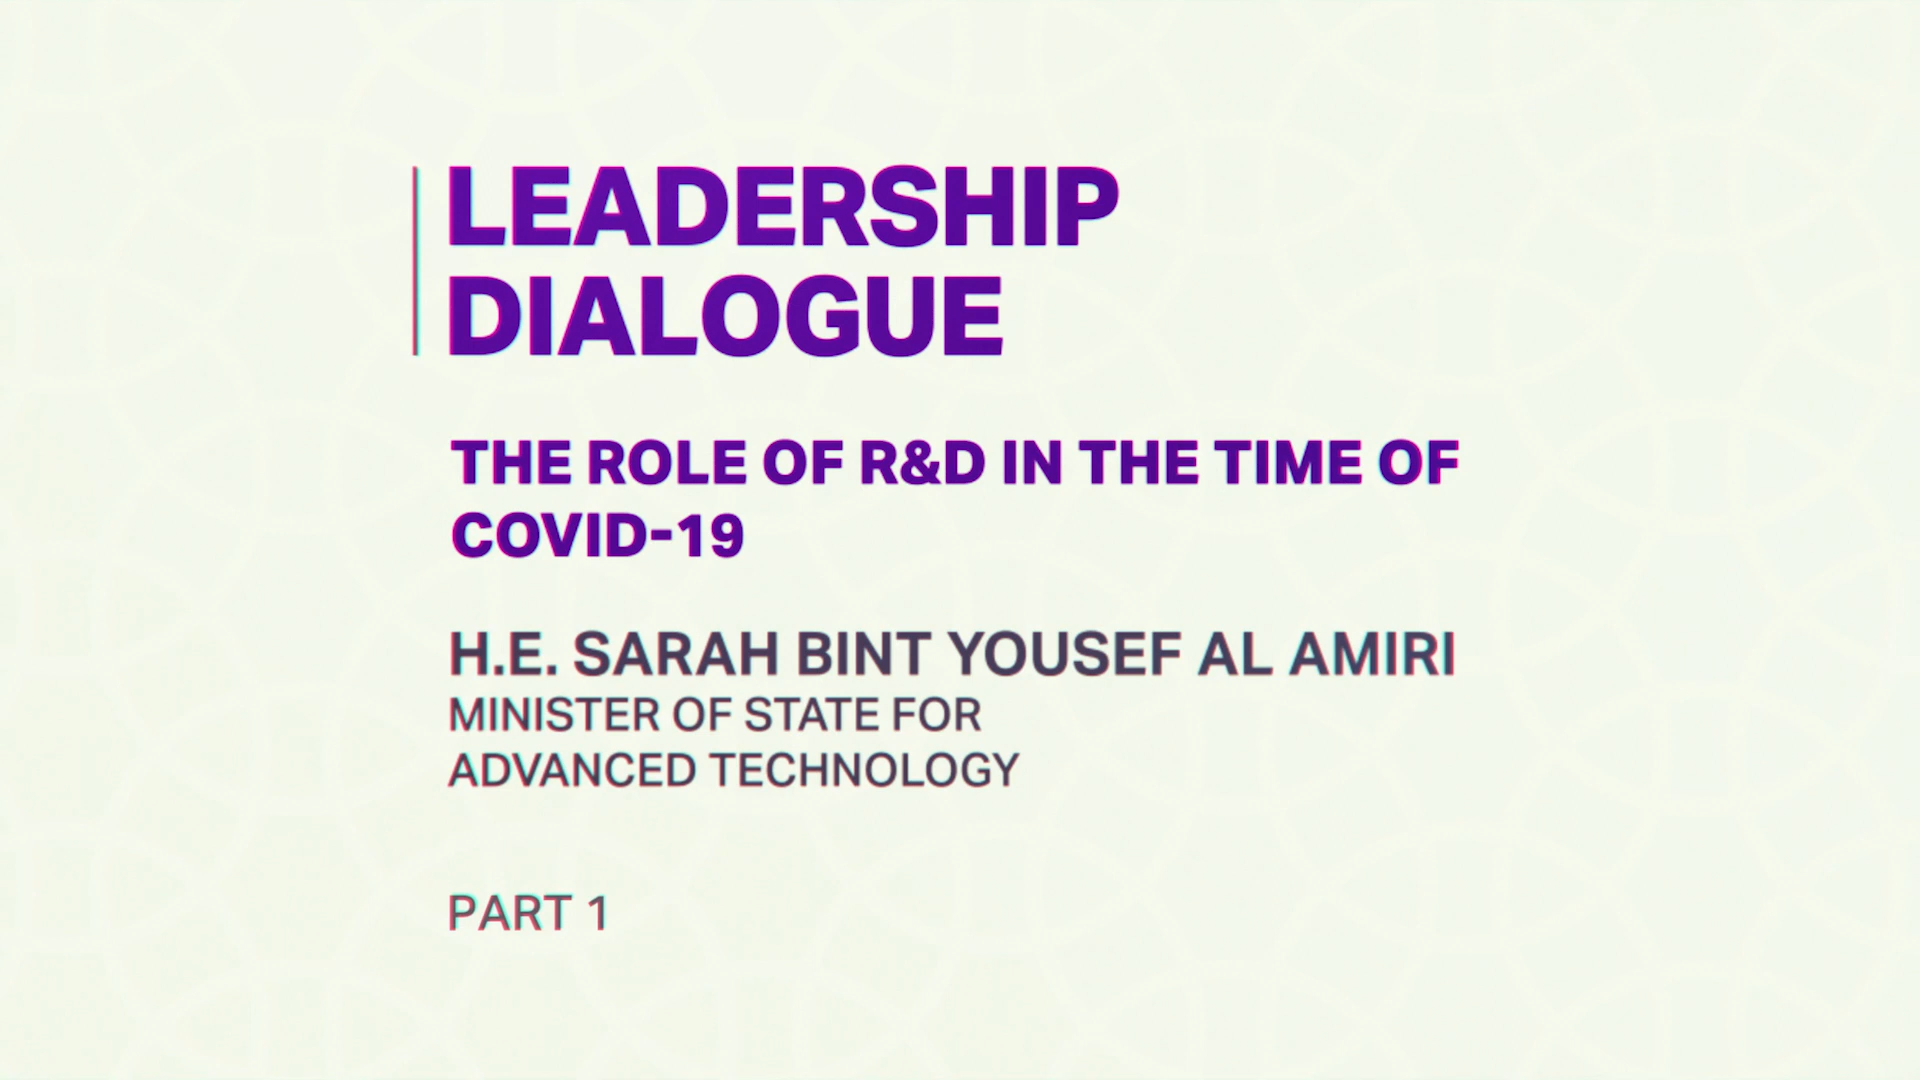 LEADERSHIP
DIALOGUE
THE ROLE OF R&D IN THE TIME OF
COVID-19
H.E. SARAH BINT YOUSEF AL AMIRI
MINISTER OF STATE FOR
ADVANCED TECHNOLOGY
PART 1